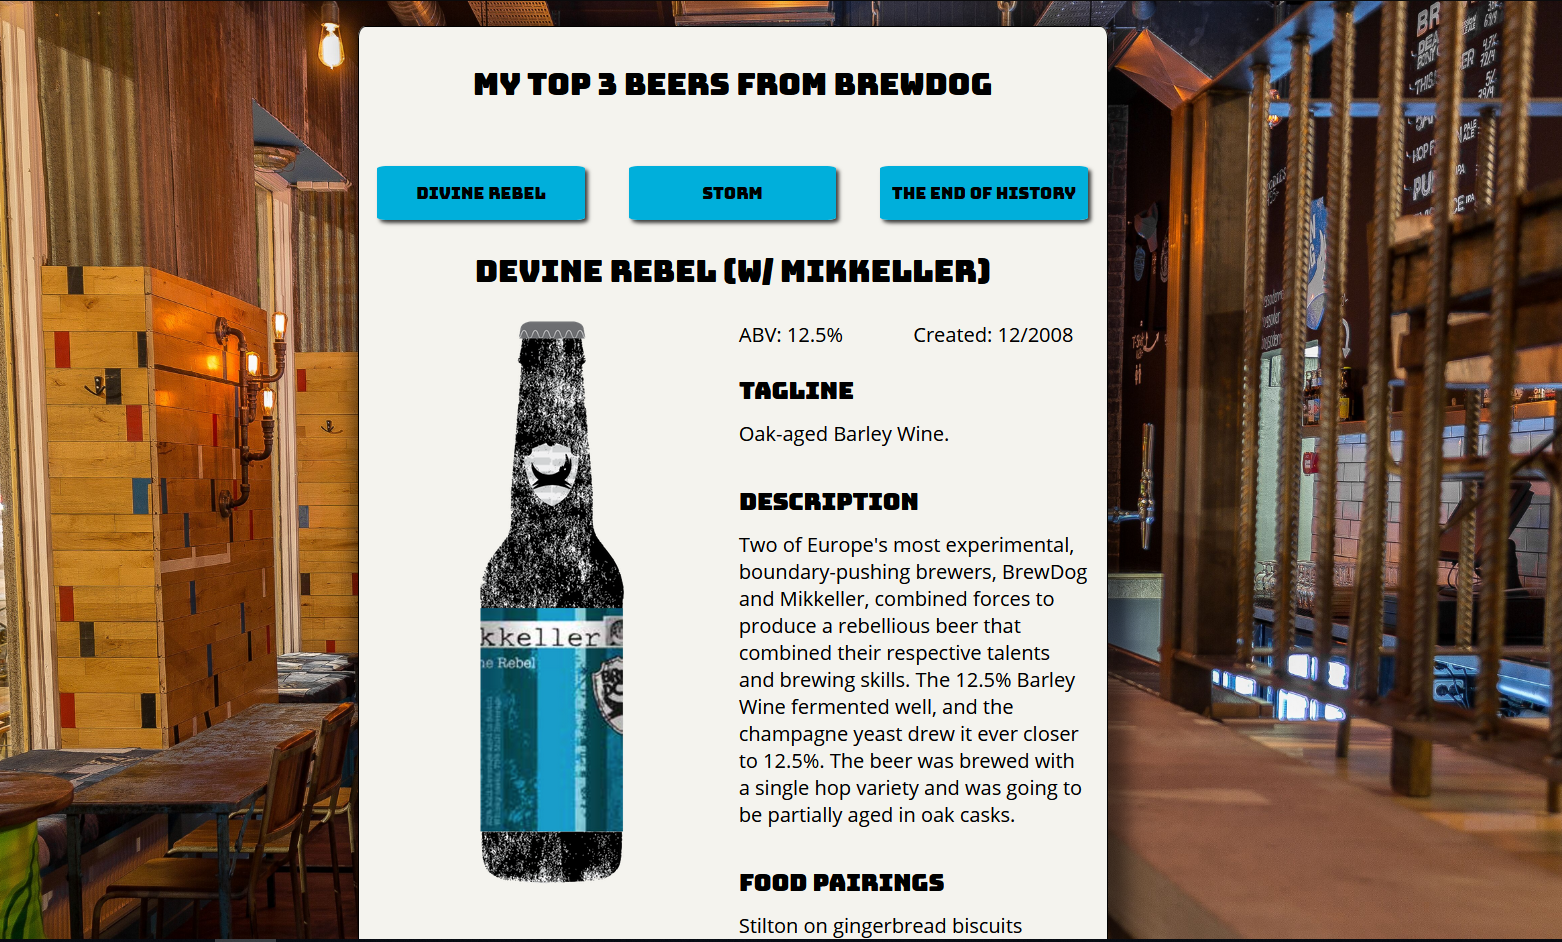 MY TOP 3 BEERS FROM BREWDOG
DIVINE REBEL
STORM
THE END OF HISTORY
DEVINE REBEL (W/ MIKKELLER)
ABV: 12.5%
Created: 12/2008
TAGLINE
Oak-aged Barley Wine.
DESCRIPTION
Two of Europe's most experimental,
boundary-pushing brewers, BrewDog
and Mikkeller, combined forces to
produce a rebellious beer that
combined their respective talents
and brewing skills. The 12.5% Barley
Wine fermented well, and the
champagne yeast drew it ever closer
to 12.5%. The beer was brewed with
a single hop variety and was going to
be partially aged in oak casks.
FOOD PAIRINGS
Stilton on gingerbread biscuits
kkeller
ne Rebel